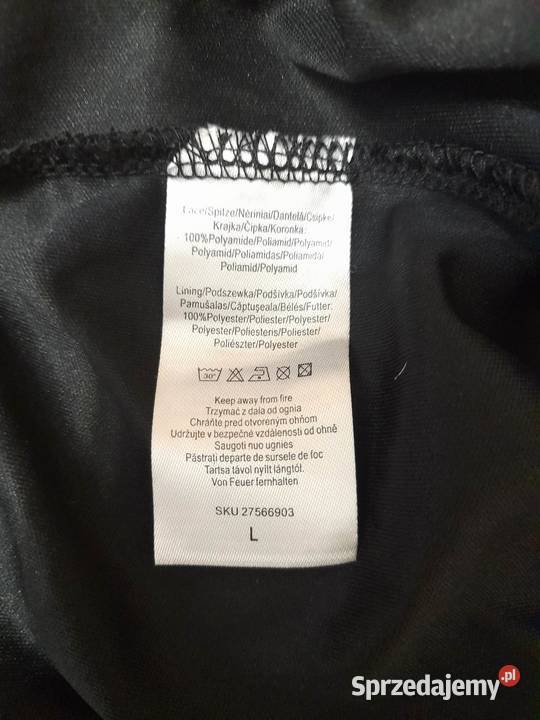 Lace/Spitze/Nėriniai/Dantelă/Csipke/
Krajka/Čipka/Koronka:
100%Polyamide/Poliamid/Polyamid/
Polyamid/Poliamidas/Poliamida/
Poliamid/Polyamid
Lining/Podszewka/Podšívka/Podšívka/
Pamušalas/Căptușeala/Bélés/Futter:
100%Polyester/Poliester/Polyester/
Polyester/Poliesteris/Poliester/
Poliészter/Polyester
30°
Keep away from fire
Trzymać z dala od ognia
Chráňte pred otvoreným ohňom
Udržujte v bezpečné vzdálenosti od ohně
Saugoti nuo ugnies
Păstrați departe de sursele de foc
Tartsa távol nyílt lángtól.
Von Feuer fernhalten
SKU 27566903
L
Sprzedajemy.pl